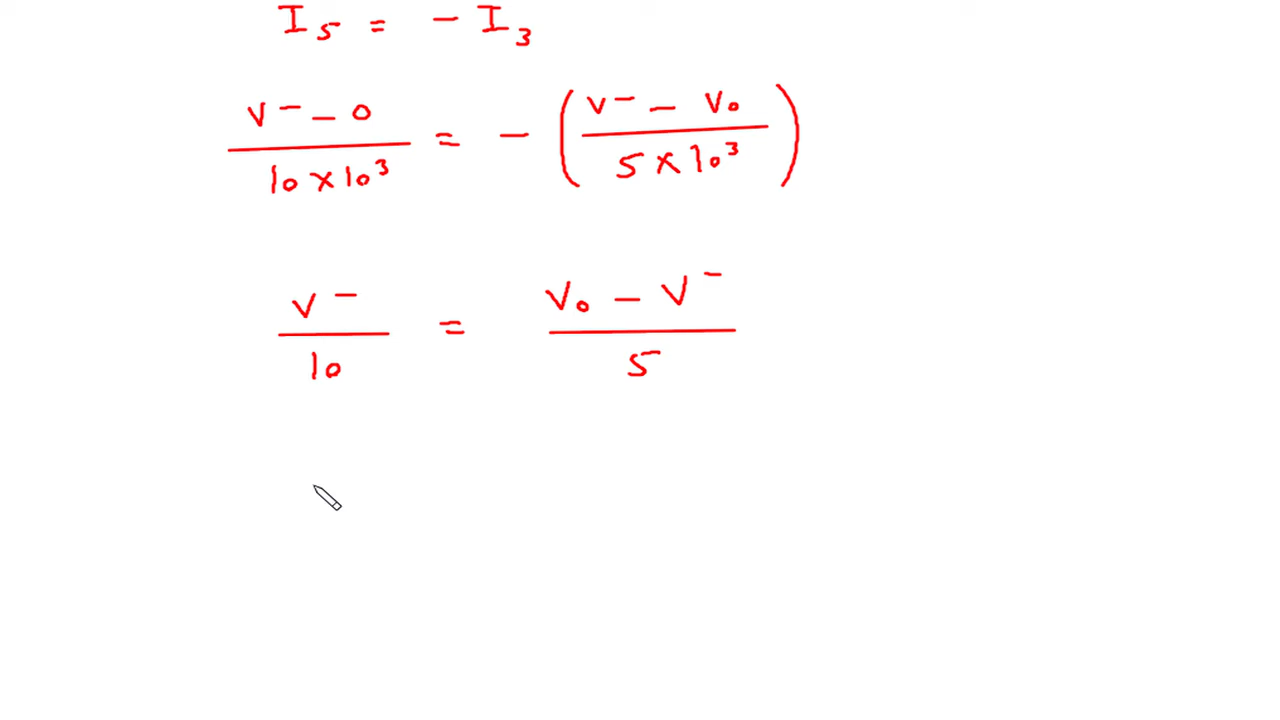 I₅ = - I₃
(V⁻ - 0)/(10×10³) = - ((V⁻ - V₀)/(5×10³))
V⁻/10 = (V₀ - V⁻)/5